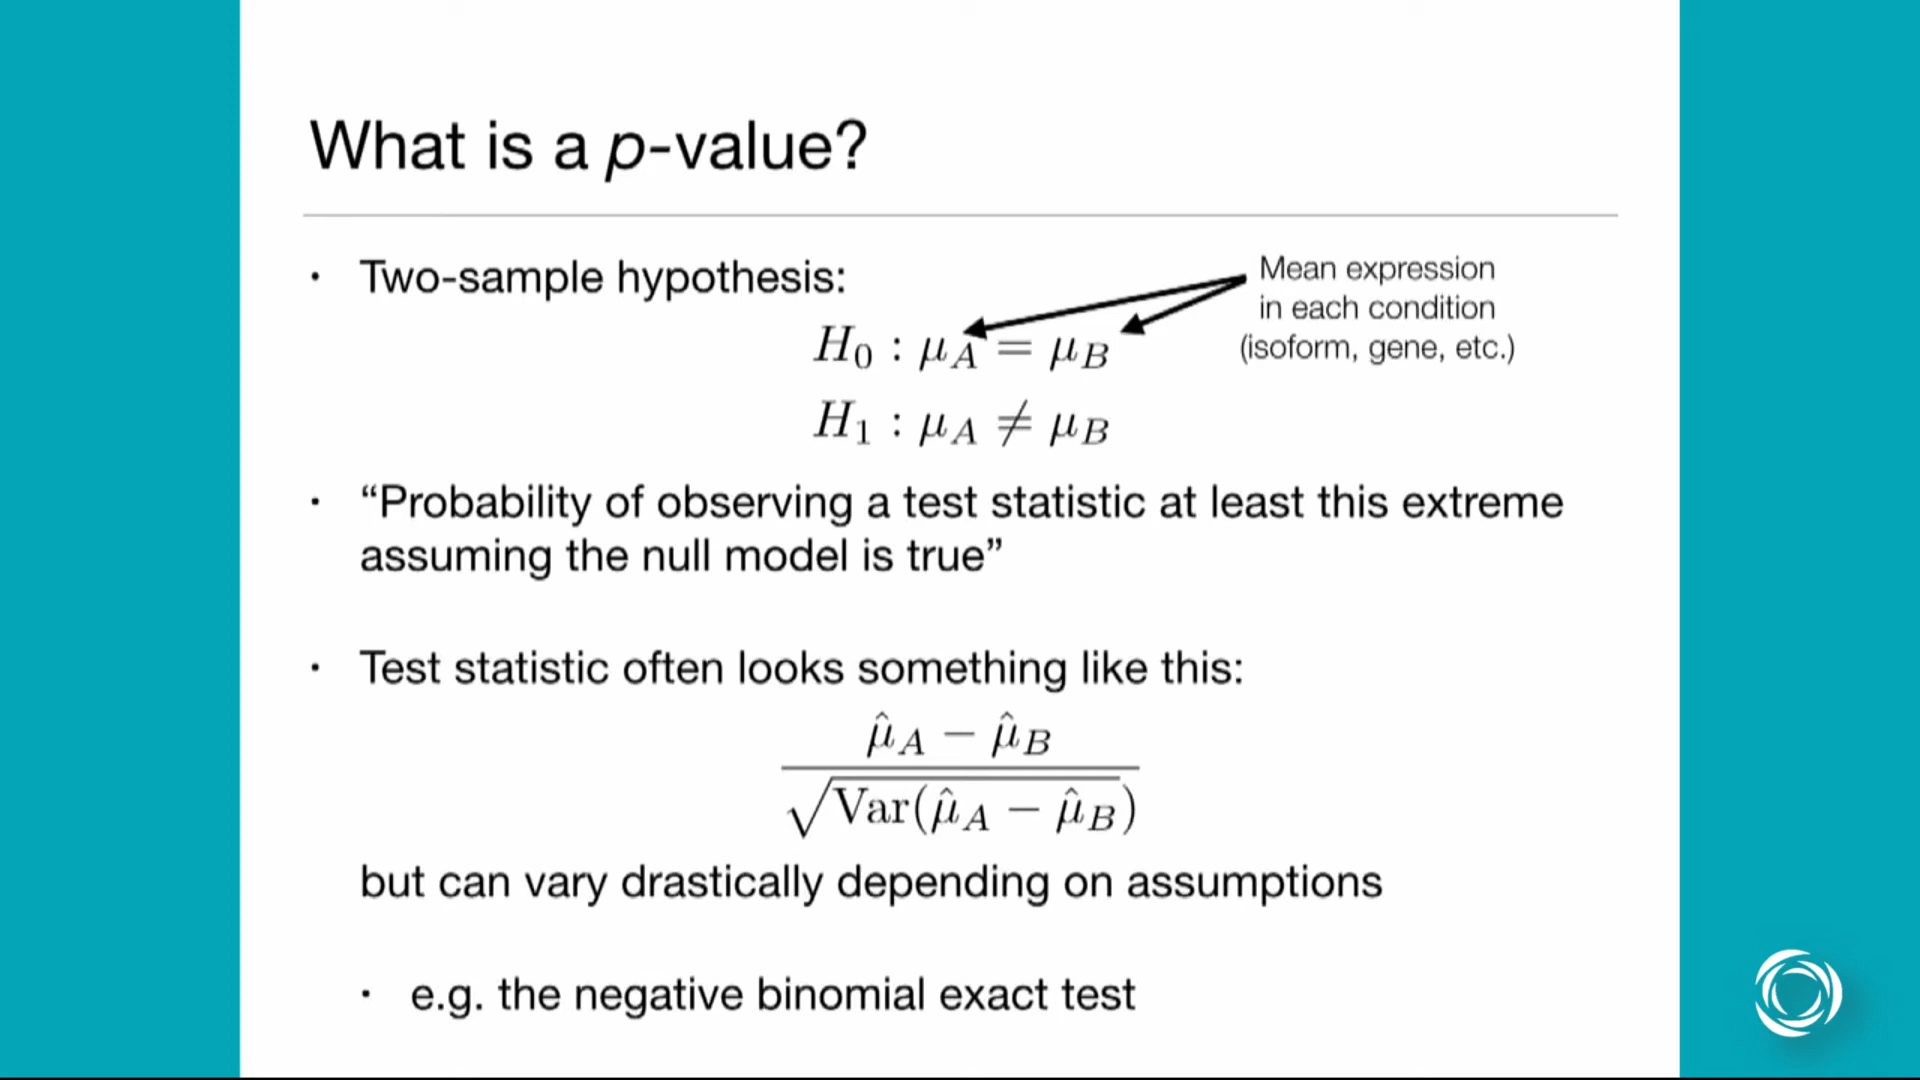 What is a p-value?
• Two-sample hypothesis:
Mean expression
in each condition
(isoform, gene, etc.)
H₀ : μ_A = μ_B
H₁ : μ_A ≠ μ_B
• “Probability of observing a test statistic at least this extreme
assuming the null model is true”
• Test statistic often looks something like this:
μ̂_A − μ̂_B
√Var(μ̂_A − μ̂_B)
but can vary drastically depending on assumptions
• e.g. the negative binomial exact test